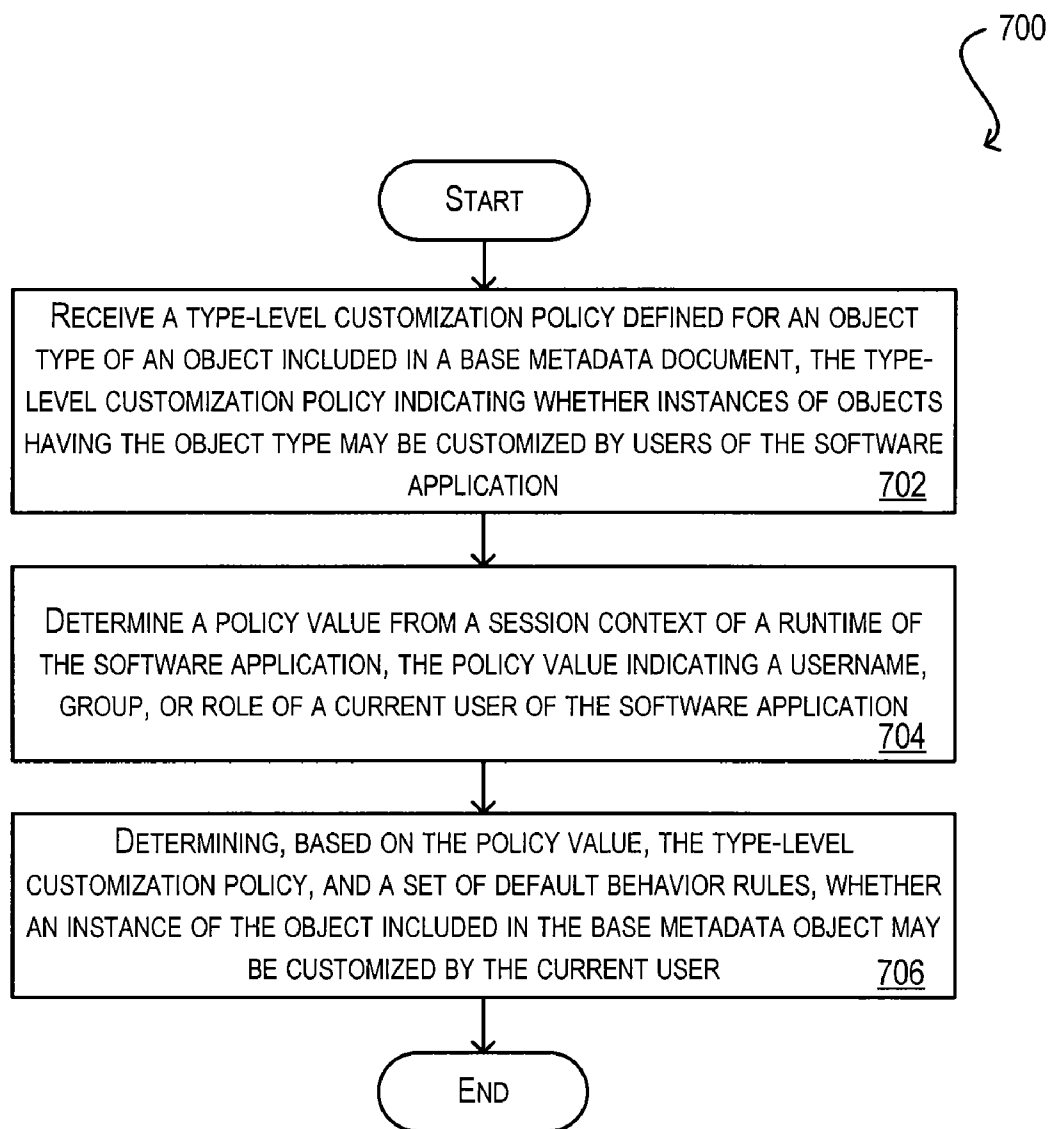 700
START
RECEIVE A TYPE-LEVEL CUSTOMIZATION POLICY DEFINED FOR AN OBJECT
TYPE OF AN OBJECT INCLUDED IN A BASE METADATA DOCUMENT, THE TYPE-
LEVEL CUSTOMIZATION POLICY INDICATING WHETHER INSTANCES OF OBJECTS
HAVING THE OBJECT TYPE MAY BE CUSTOMIZED BY USERS OF THE SOFTWARE
APPLICATION
702
DETERMINE A POLICY VALUE FROM A SESSION CONTEXT OF A RUNTIME OF
THE SOFTWARE APPLICATION, THE POLICY VALUE INDICATING A USERNAME,
GROUP, OR ROLE OF A CURRENT USER OF THE SOFTWARE APPLICATION
704
DETERMINING, BASED ON THE POLICY VALUE, THE TYPE-LEVEL
CUSTOMIZATION POLICY, AND A SET OF DEFAULT BEHAVIOR RULES, WHETHER
AN INSTANCE OF THE OBJECT INCLUDED IN THE BASE METADATA OBJECT MAY
BE CUSTOMIZED BY THE CURRENT USER
706
END